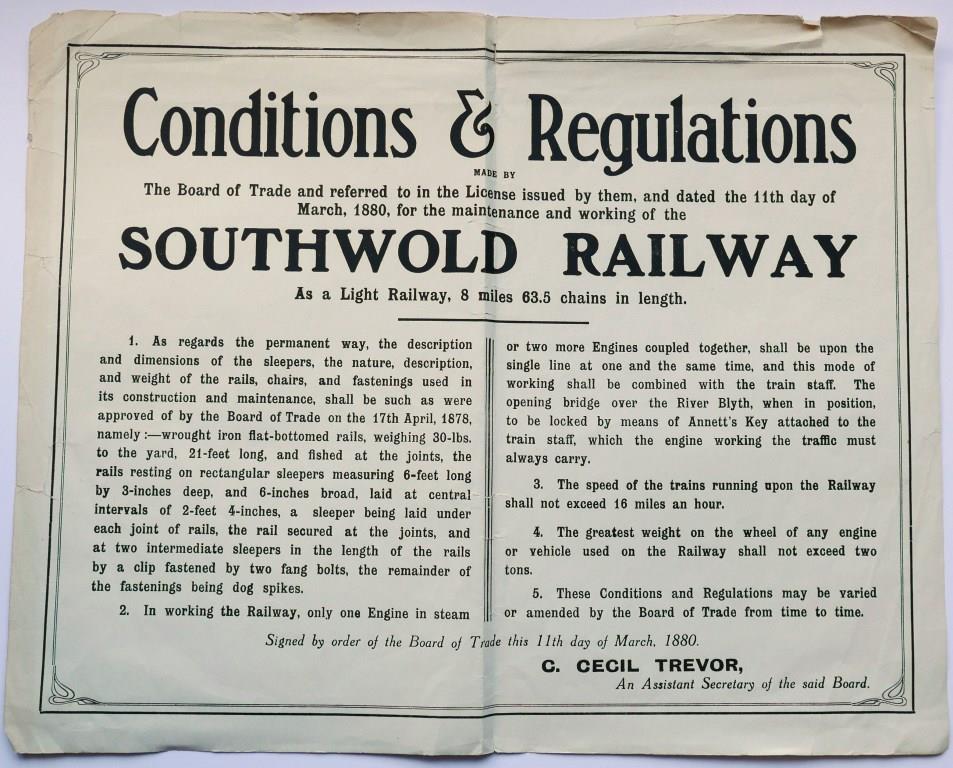 Conditions & Regulations
MADE BY
The Board of Trade and referred to in the License issued by them, and dated the 11th day of
March, 1880, for the maintenance and working of the
SOUTHWOLD RAILWAY
As a Light Railway, 8 miles 63.5 chains in length.
1. As regards the permanent way, the description
and dimensions of the sleepers, the nature, description,
and weight of the rails, chairs, and fastenings used in
its construction and maintenance, shall be such as were
approved of by the Board of Trade on the 17th April, 1878,
namely :—wrought iron flat-bottomed rails, weighing 30-lbs.
to the yard, 21-feet long, and fished at the joints, the
rails resting on rectangular sleepers measuring 6-feet long
by 3-inches deep, and 6-inches broad, laid at central
intervals of 2-feet 4-inches, a sleeper being laid under
each joint of rails, the rail secured at the joints, and
at two intermediate sleepers in the length of the rails
by a clip fastened by two fang bolts, the remainder of
the fastenings being dog spikes.
2. In working the Railway, only one Engine in steam
or two more Engines coupled together, shall be upon the
single line at one and the same time, and this mode of
working shall be combined with the train staff. The
opening bridge over the River Blyth, when in position,
to be locked by means of Annett's Key attached to the
train staff, which the engine working the traffic must
always carry.
3. The speed of the trains running upon the Railway
shall not exceed 16 miles an hour.
4. The greatest weight on the wheel of any engine
or vehicle used on the Railway shall not exceed two
tons.
5. These Conditions and Regulations may be varied
or amended by the Board of Trade from time to time.
Signed by order of the Board of Trade this 11th day of March, 1880.
C. CECIL TREVOR,
An Assistant Secretary of the said Board.